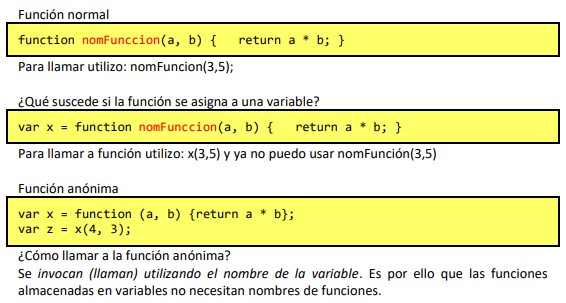 Función normal
function nomFunccion(a, b) {   return a * b; }
Para llamar utilizo: nomFuncion(3,5);
¿Qué suscede si la función se asigna a una variable?
var x = function nomFunccion(a, b) {   return a * b; }
Para llamar a función utilizo: x(3,5) y ya no puedo usar nomFunción(3,5)
Función anónima
var x = function (a, b) {return a * b};
var z = x(4, 3);
¿Cómo llamar a la función anónima?
Se invocan (llaman) utilizando el nombre de la variable. Es por ello que las funciones
almacenadas en variables no necesitan nombres de funciones.